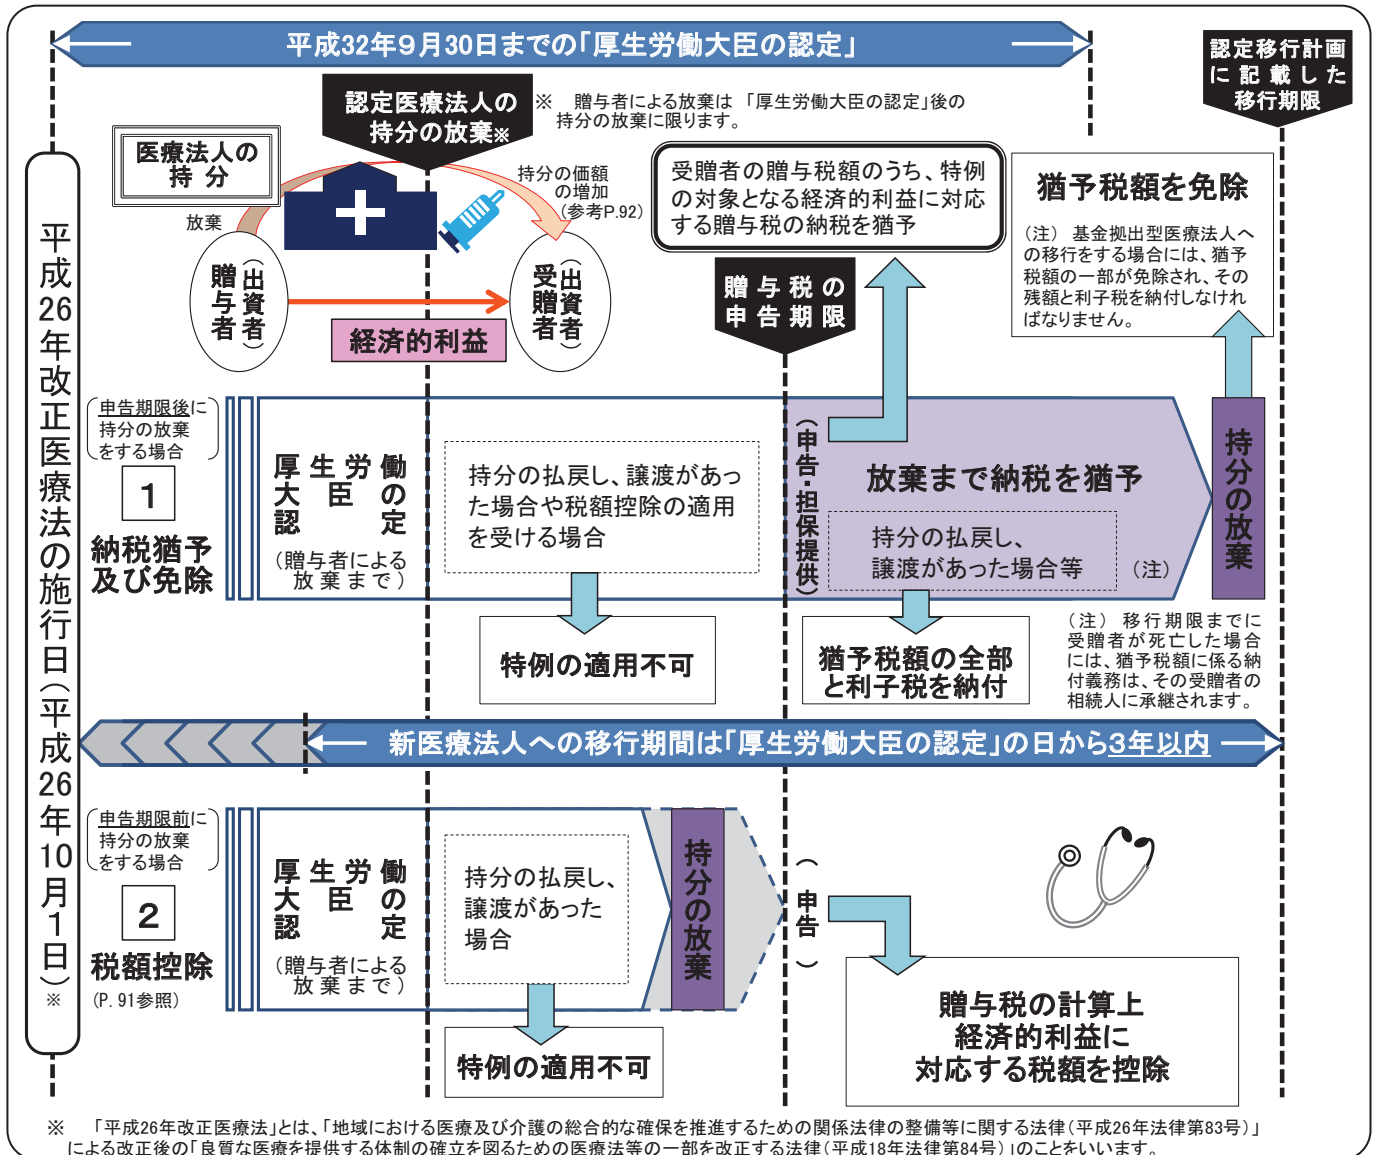 平成32年９月30日までの「厚生労働大臣の認定」
認定移行計画
に記載した
移行期限
認定医療法人の
持分の放棄※
※　贈与者による放棄は 「厚生労働大臣の認定」後の
持分の放棄に限ります。
医療法人の
持 分
放棄
持分の価額
の増加
(参考P.92)
贈与者
(出資者)
受贈者
(出資者)
経済的利益
受贈者の贈与税額のうち、特例
の対象となる経済的利益に対応
する贈与税の納税を猶予
贈与税の
申告期限
猶予税額を免除
(注)　基金拠出型医療法人へ
の移行をする場合には、猶予
税額の一部が免除され、その
残額と利子税を納付しなけれ
ばなりません。
平成26年改正医療法の施行日(平成26年10月1日)
※
申告期限後に
持分の放棄
をする場合
1
納税猶予
及び免除
厚生労働
大臣の
認定
(贈与者による
放棄まで)
持分の払戻し、譲渡があっ
た場合や税額控除の適用
を受ける場合
特例の適用不可
(申告・担保提供)
放棄まで納税を猶予
持分の払戻し、
譲渡があった場合等
(注)
猶予税額の全部
と利子税を納付
持分の放棄
(注)　移行期限までに
受贈者が死亡した場合
には、猶予税額に係る納
付義務は、その受贈者の
相続人に承継されます。
新医療法人への移行期間は「厚生労働大臣の認定」の日から3年以内
申告期限前に
持分の放棄
をする場合
2
税額控除
(P. 91参照)
厚生労働
大臣の
認定
(贈与者による
放棄まで)
持分の払戻し、
譲渡があった
場合
特例の適用不可
持分の放棄
(申告)
贈与税の計算上
経済的利益に
対応する税額を控除
※　「平成26年改正医療法」とは、「地域における医療及び介護の総合的な確保を推進するための関係法律の整備等に関する法律(平成26年法律第83号)」
による改正後の「良質な医療を提供する体制の確立を図るための医療法等の一部を改正する法律(平成18年法律第84号)」のことをいいます。